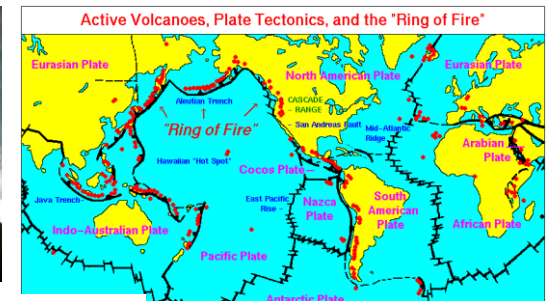 Active Volcanoes, Plate Tectonics, and the "Ring of Fire"
Eurasian Plate
North American Plate
Eurasian Plate
Aleutian Trench
CASCADE
RANGE
"Ring of Fire"
San Andreas Fault
Mid-Atlantic
Ridge
Arabian
Plate
Hawaiian "Hot Spot"
Cocos Plate
Java Trench
East Pacific
Rise
Nazca
Plate
South
American
Plate
Indo-Australian Plate
African Plate
Pacific Plate
Antarctic Plate